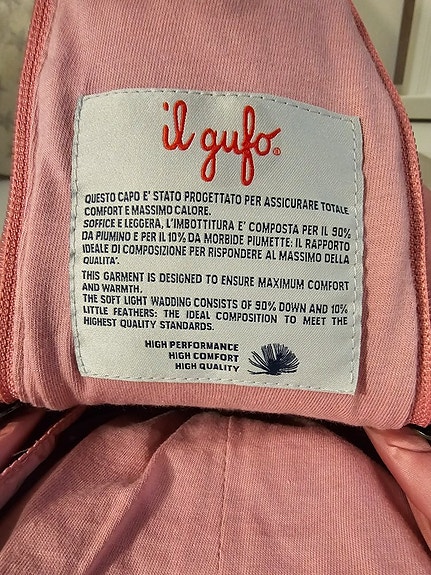 il gufo®
QUESTO CAPO E' STATO PROGETTATO PER ASSICURARE TOTALE
COMFORT E MASSIMO CALORE.
SOFFICE E LEGGERA, L'IMBOTTITURA E' COMPOSTA PER IL 90%
DA PIUMINO E PER IL 10% DA MORBIDE PIUMETTE: IL RAPPORTO
IDEALE DI COMPOSIZIONE PER RISPONDERE AL MASSIMO DELLA
QUALITA'.
THIS GARMENT IS DESIGNED TO ENSURE MAXIMUM COMFORT
AND WARMTH.
THE SOFT LIGHT WADDING CONSISTS OF 90% DOWN AND 10%
LITTLE FEATHERS: THE IDEAL COMPOSITION TO MEET THE
HIGHEST QUALITY STANDARDS.
HIGH PERFORMANCE
HIGH COMFORT
HIGH QUALITY